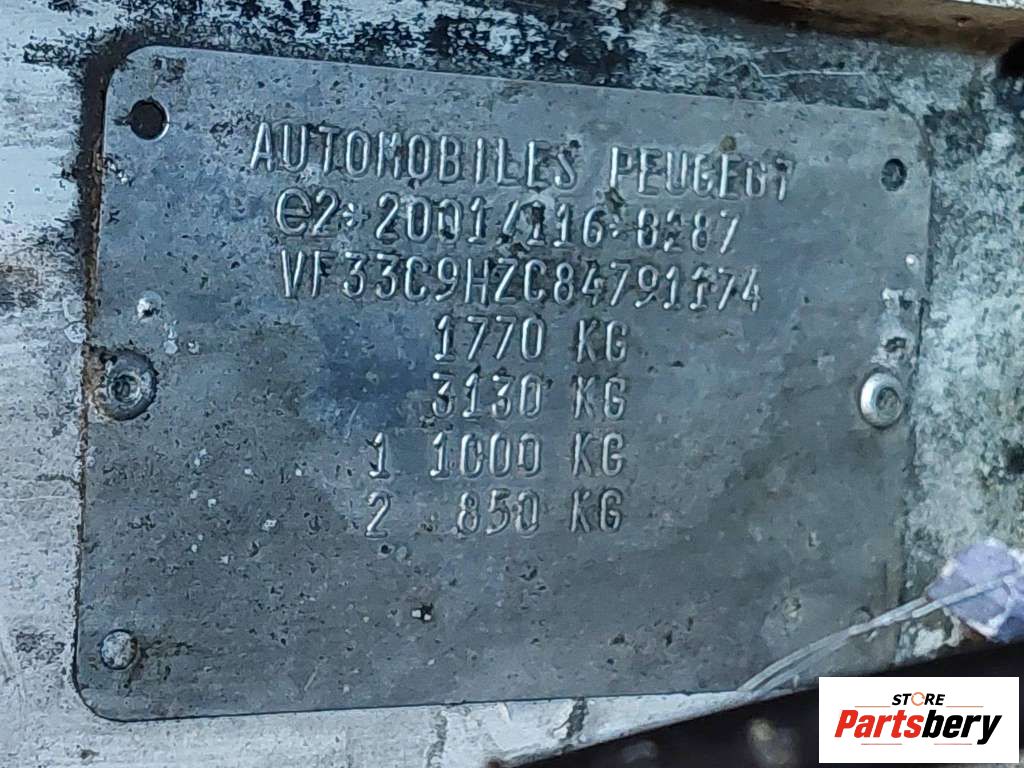 AUTOMOBILES PEUGEOT
e2*2001/116*0287
VF33C9HZC84791174
1770 KG
3130 KG
1 1000 KG
2 850 KG
STORE
Partsbery